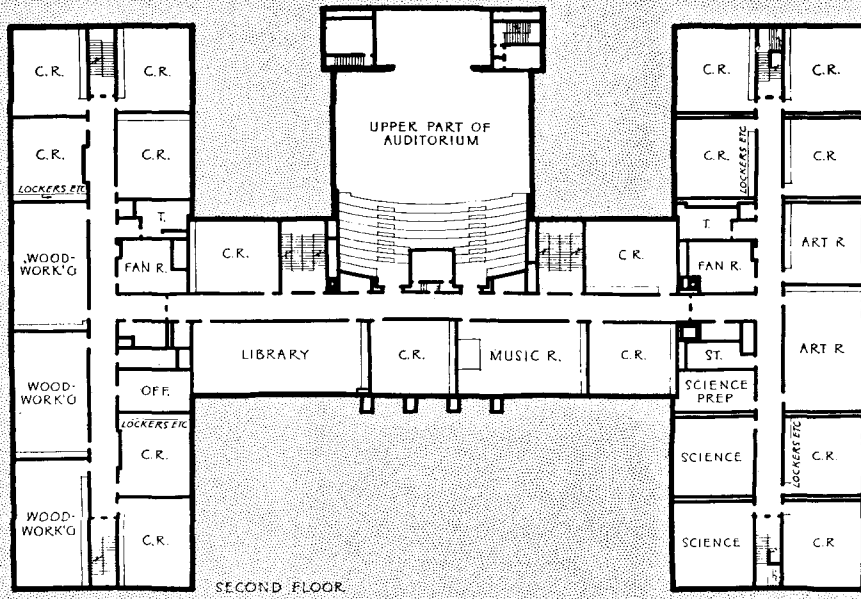 C.R.
C.R.
C.R.
C.R.
UPPER PART OF
AUDITORIUM
C.R.
C.R.
C.R.
LOCKERS ETC
C.R
LOCKERS ETC
T.
T.
WOOD-
WORK'G
FAN R.
C.R.
C.R.
FAN R.
ART R
LIBRARY
C.R.
MUSIC R.
C.R.
ST.
ART R
WOOD-
WORK'G
OFF.
SCIENCE
PREP
LOCKERS ETC
C.R.
SCIENCE
LOCKERS ETC
C.R.
WOOD-
WORK'G
C.R.
SCIENCE
C.R
SECOND FLOOR